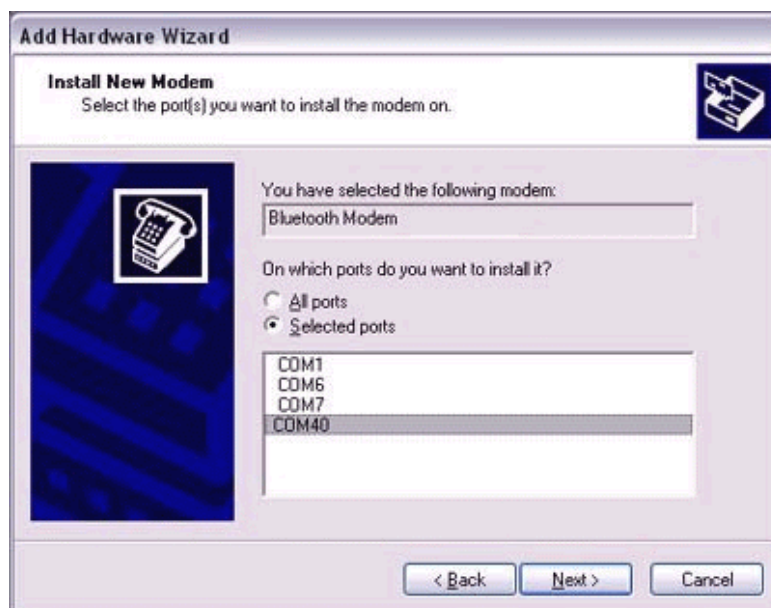 Add Hardware Wizard
Install New Modem
Select the port(s) you want to install the modem on.
You have selected the following modem:
Bluetooth Modem
On which ports do you want to install it?
All ports
Selected ports
COM1
COM6
COM7
COM40
< Back
Next >
Cancel